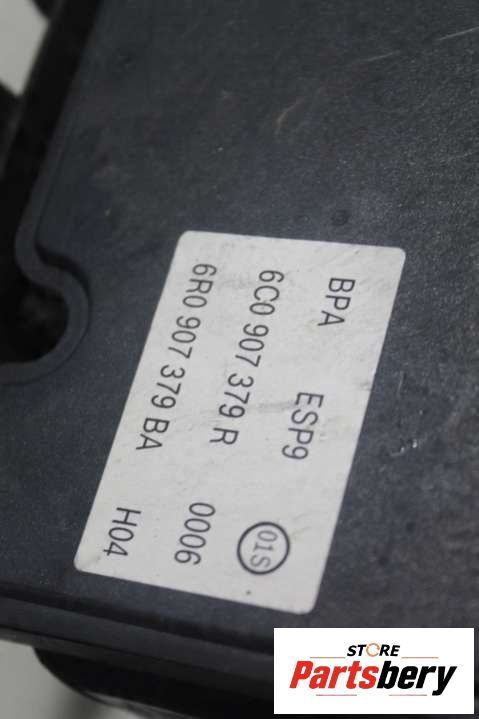 BPA ESP9 01S
6C0 907 379 R 0006
6R0 907 379 BA H04
STORE
Partsbery